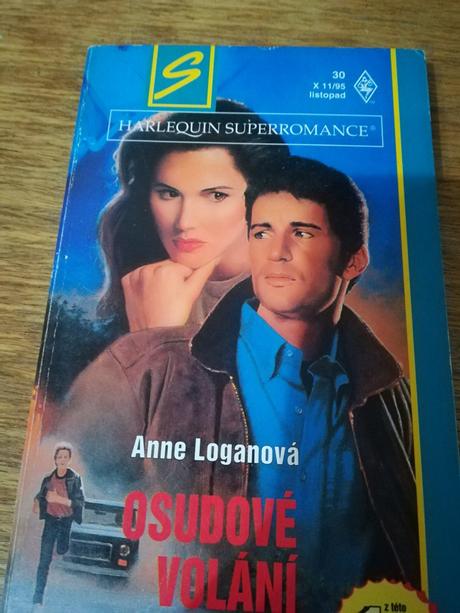 S
30
X 11/95
listopad
HARLEQUIN SUPERROMANCE®
Anne Loganová
OSUDOVÉ
VOLÁNÍ
z této